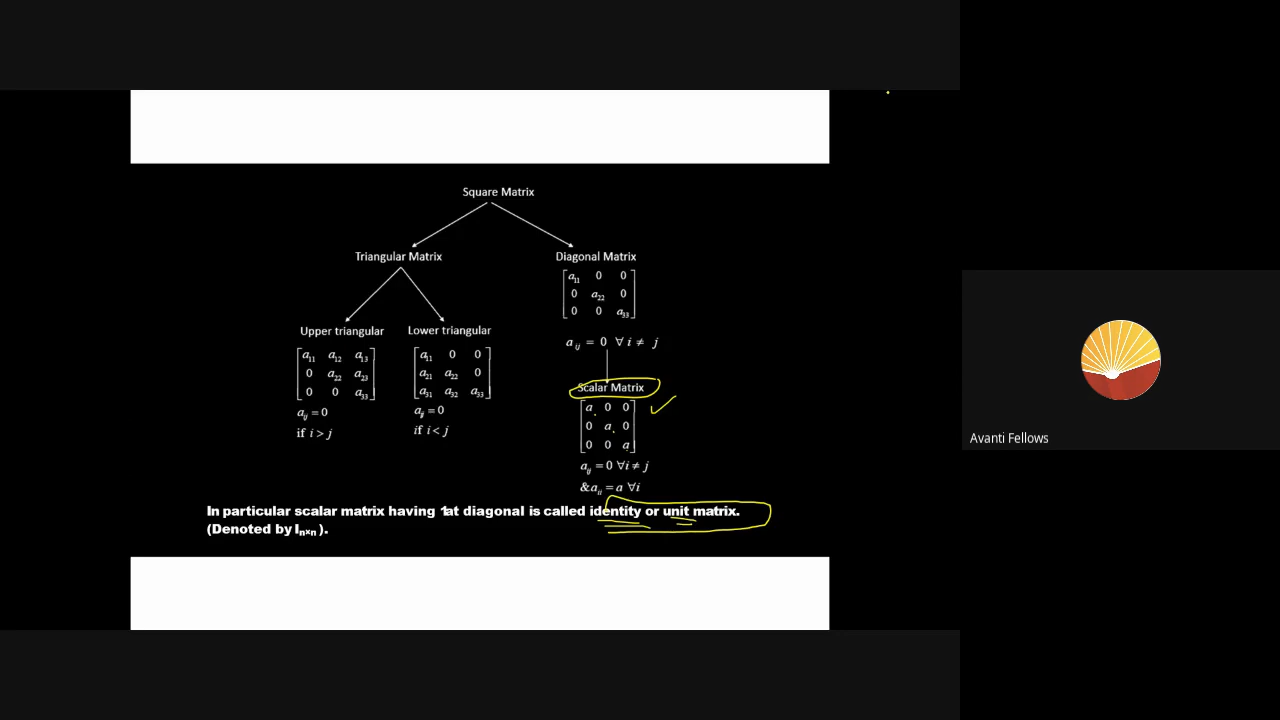 Square Matrix
Triangular Matrix
Diagonal Matrix
a11 0 0
0 a22 0
0 0 a33
aij = 0 ∀ i ≠ j
Upper triangular
a11 a12 a13
0 a22 a23
0 0 a33
aij = 0
if i > j
Lower triangular
a11 0 0
a21 a22 0
a31 a32 a33
aij = 0
if i < j
Scalar Matrix
a 0 0
0 a 0
0 0 a
aij = 0 ∀ i ≠ j
& aii = a ∀ i
In particular scalar matrix having 1at diagonal is called identity or unit matrix.
(Denoted by In×n ).
Avanti Fellows